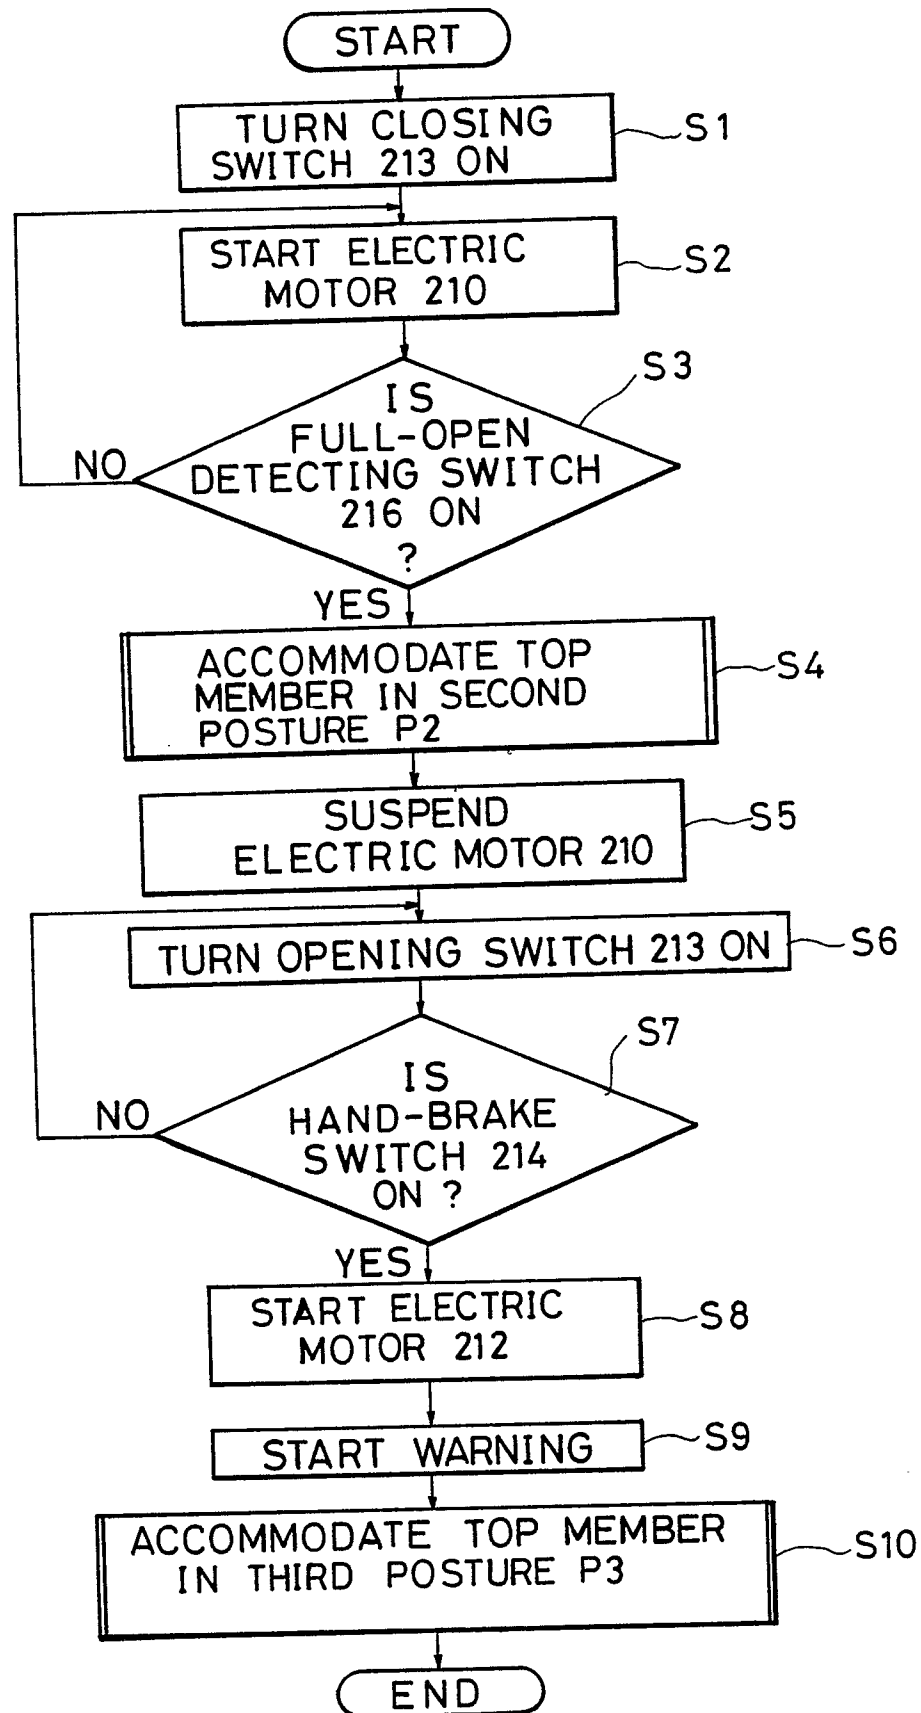 START
TURN CLOSING
SWITCH 213 ON
S1
START ELECTRIC
MOTOR 210
S2
S3
IS
FULL-OPEN
DETECTING SWITCH
216 ON
?
NO
YES
ACCOMMODATE TOP
MEMBER IN SECOND
POSTURE P2
S4
SUSPEND
ELECTRIC MOTOR 210
S5
TURN OPENING SWITCH 213 ON
S6
S7
IS
HAND-BRAKE
SWITCH 214
ON ?
NO
YES
START ELECTRIC
MOTOR 212
S8
START WARNING
S9
ACCOMMODATE TOP MEMBER
IN THIRD POSTURE P3
S10
END